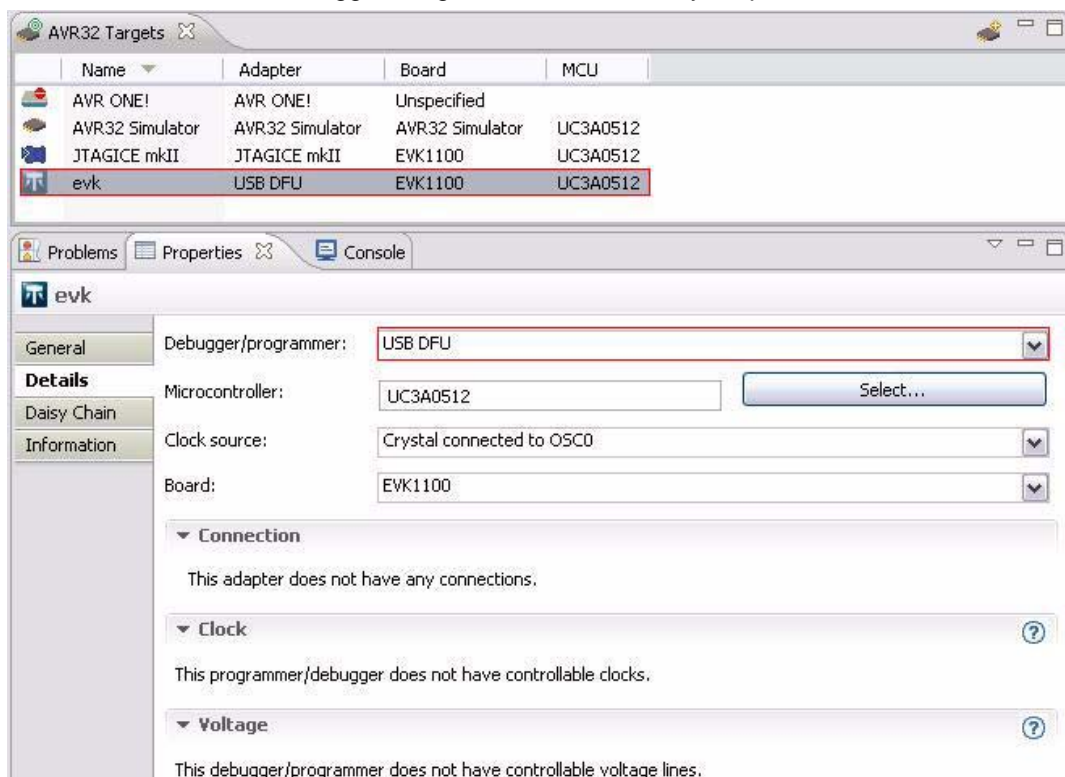 AVR32 Targets
Name Adapter Board MCU
AVR ONE! AVR ONE! Unspecified
AVR32 Simulator AVR32 Simulator AVR32 Simulator UC3A0512
JTAGICE mkII JTAGICE mkII EVK1100 UC3A0512
evk USB DFU EVK1100 UC3A0512
Problems Properties Console
evk
General
Details
Daisy Chain
Information
Debugger/programmer: USB DFU
Microcontroller: UC3A0512 Select...
Clock source: Crystal connected to OSC0
Board: EVK1100
Connection
This adapter does not have any connections.
Clock
This programmer/debugger does not have controllable clocks.
Voltage
This debugger/programmer does not have controllable voltage lines.